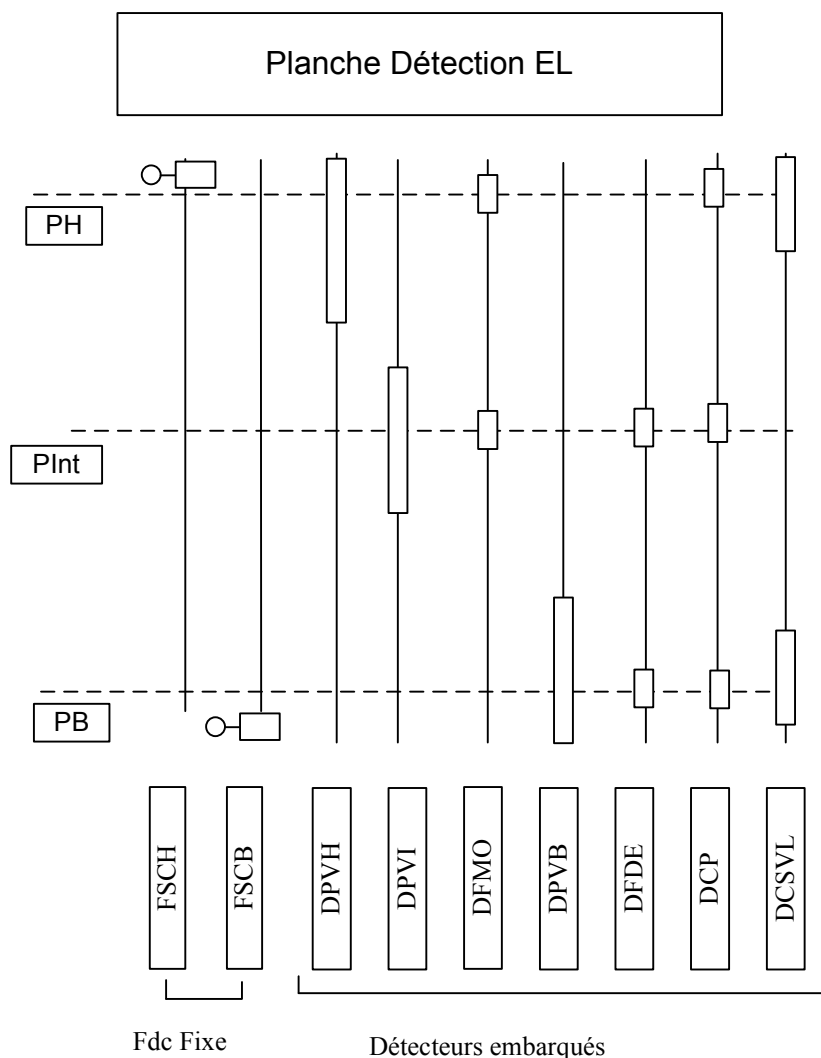 Planche Détection EL
PH
PInt
PB
FSCH
FSCB
DPVH
DPVI
DFMO
DPVB
DFDE
DCP
DCSVL
Fdc Fixe
Détecteurs embarqués